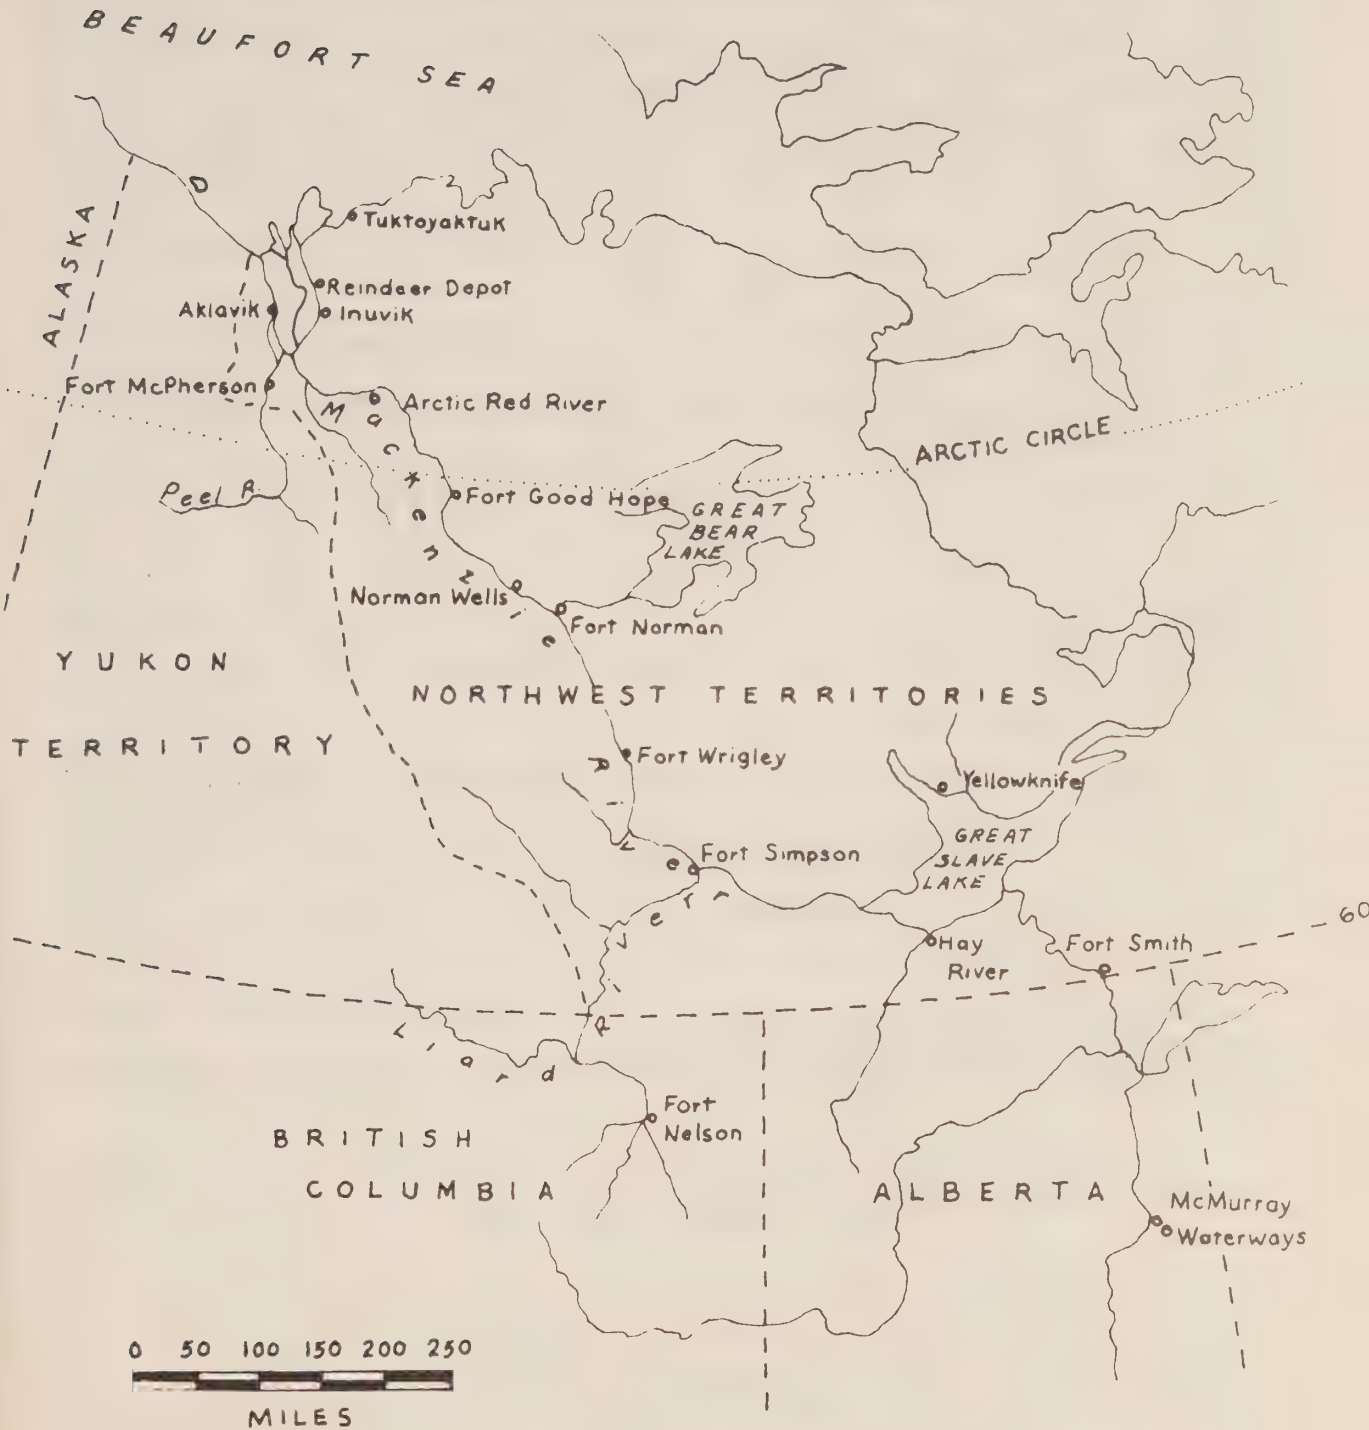 BEAUFORT SEA
ALASKA
Tuktoyaktuk
Reindeer Depot
Aklavik
Inuvik
Fort McPherson
Arctic Red River
ARCTIC CIRCLE
Peel R.
Fort Good Hope
GREAT
BEAR
LAKE
Mackenzie River
Norman Wells
Fort Norman
YUKON
TERRITORY
NORTHWEST TERRITORIES
Fort Wrigley
Yellowknife
Fort Simpson
GREAT
SLAVE
LAKE
60
Hay
River
Fort Smith
Liard River
Fort
Nelson
BRITISH
COLUMBIA
ALBERTA
McMurray
Waterways
0 50 100 150 200 250
MILES